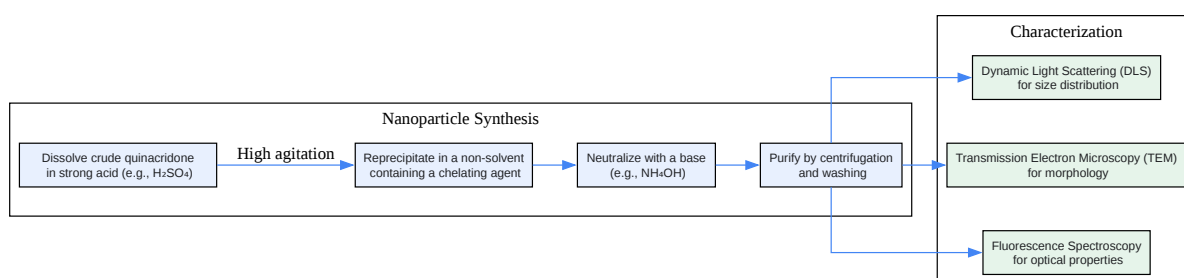 Nanoparticle Synthesis
Dissolve crude quinacridone
in strong acid (e.g., H₂SO₄)
High agitation
Reprecipitate in a non-solvent
containing a chelating agent
Neutralize with a base
(e.g., NH₄OH)
Purify by centrifugation
and washing
Characterization
Dynamic Light Scattering (DLS)
for size distribution
Transmission Electron Microscopy (TEM)
for morphology
Fluorescence Spectroscopy
for optical properties